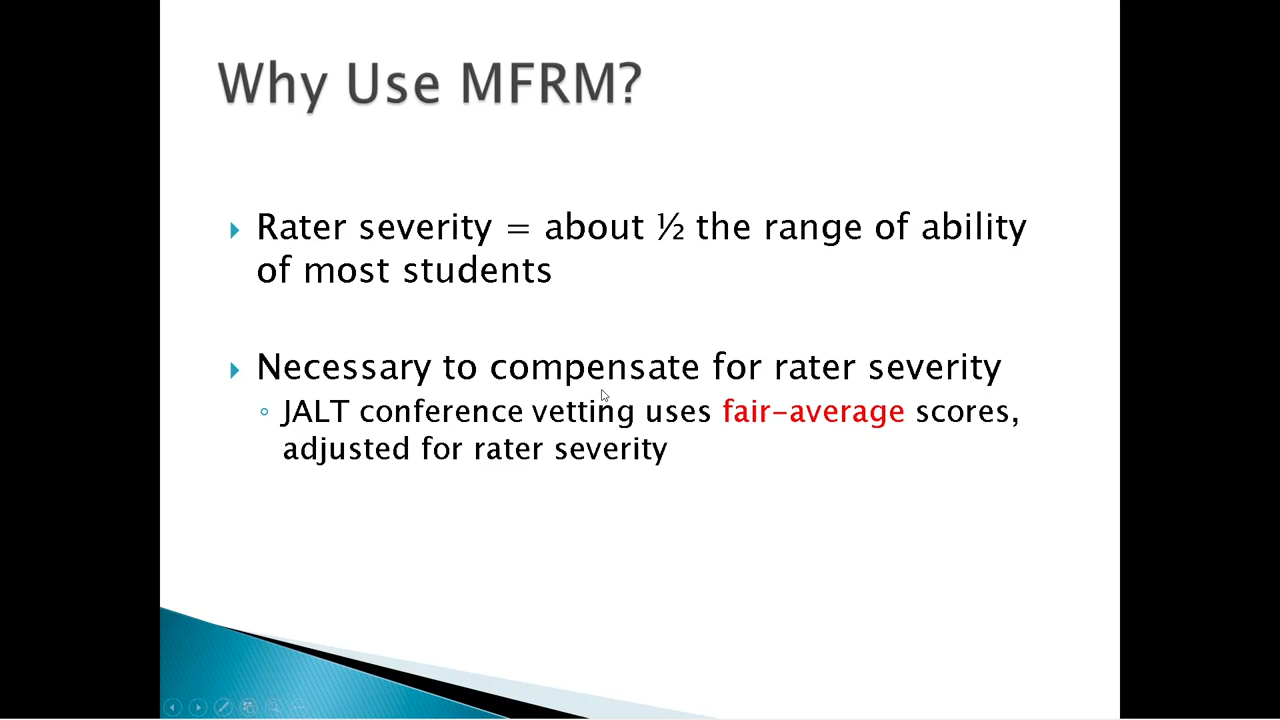 Why Use MFRM?
Rater severity = about ½ the range of ability
of most students
Necessary to compensate for rater severity
JALT conference vetting uses fair-average scores,
adjusted for rater severity